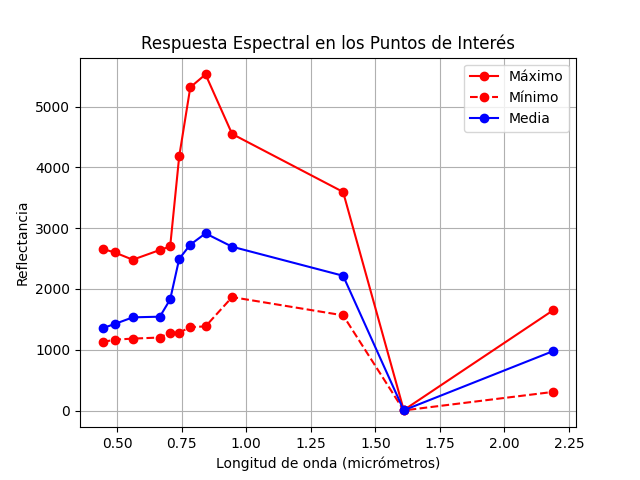 Respuesta Espectral en los Puntos de Interés
Máximo
Mínimo
Media
Reflectancia
5000
4000
3000
2000
1000
0
0.50 0.75 1.00 1.25 1.50 1.75 2.00 2.25
Longitud de onda (micrómetros)